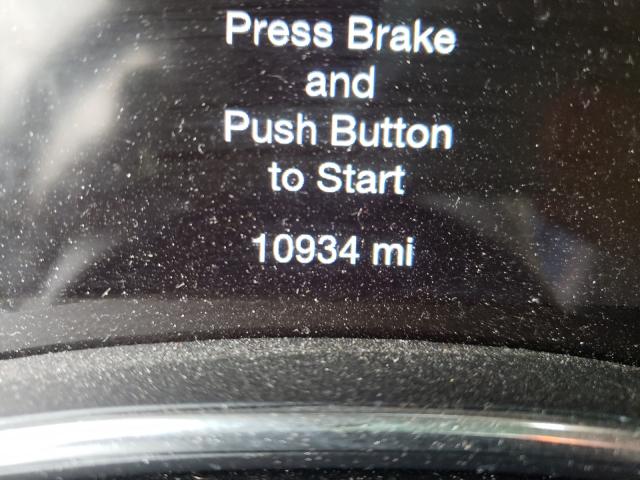 Press Brake
and
Push Button
to Start
10934 mi